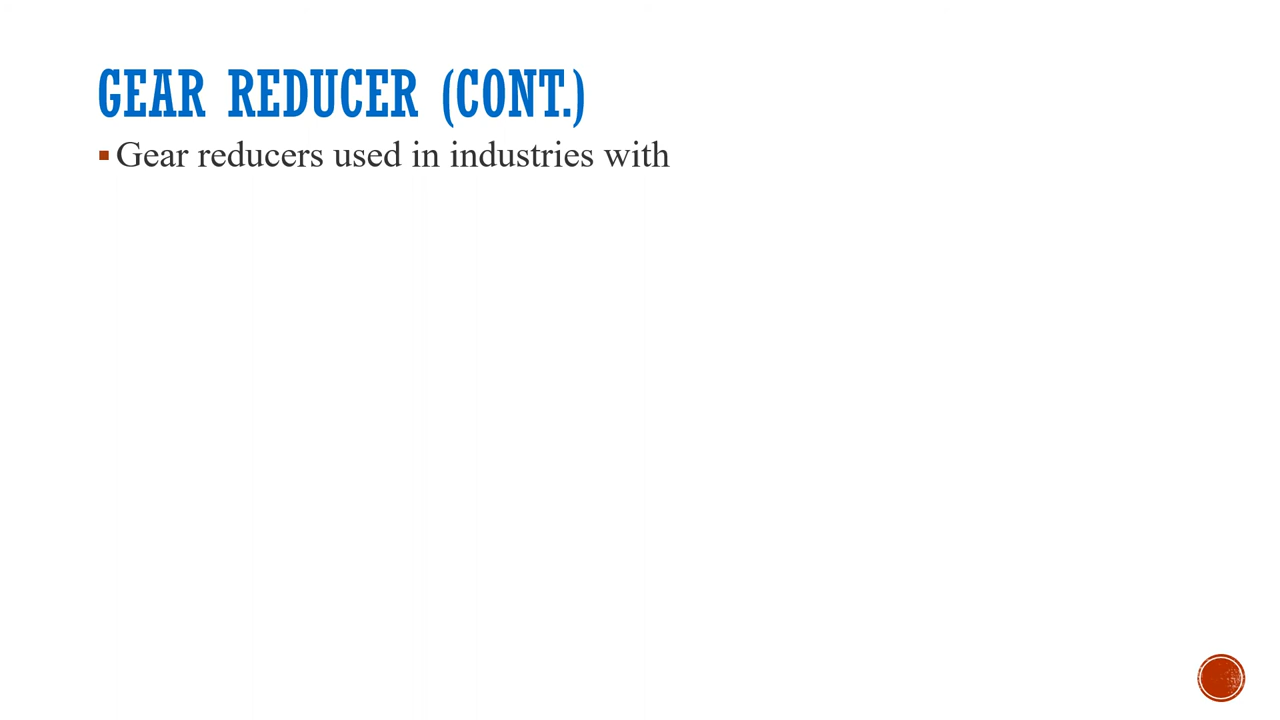 GEAR REDUCER (CONT.)
▪ Gear reducers used in industries with